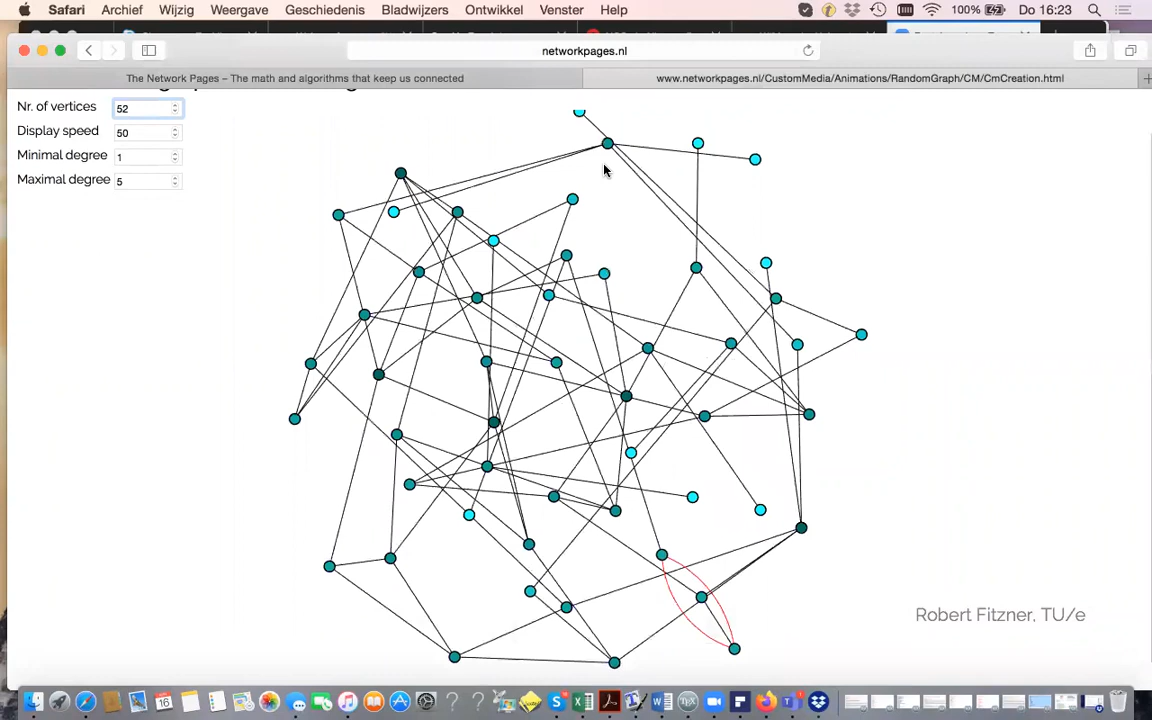 Safari Archief Wijzig Weergave Geschiedenis Bladwijzers Ontwikkel Venster Help 100% Do 16:23
networkpages.nl
The Network Pages – The math and algorithms that keep us connected
www.networkpages.nl/CustomMedia/Animations/RandomGraph/CM/CmCreation.html
Nr. of vertices 52
Display speed 50
Minimal degree 1
Maximal degree 5
Robert Fitzner, TU/e